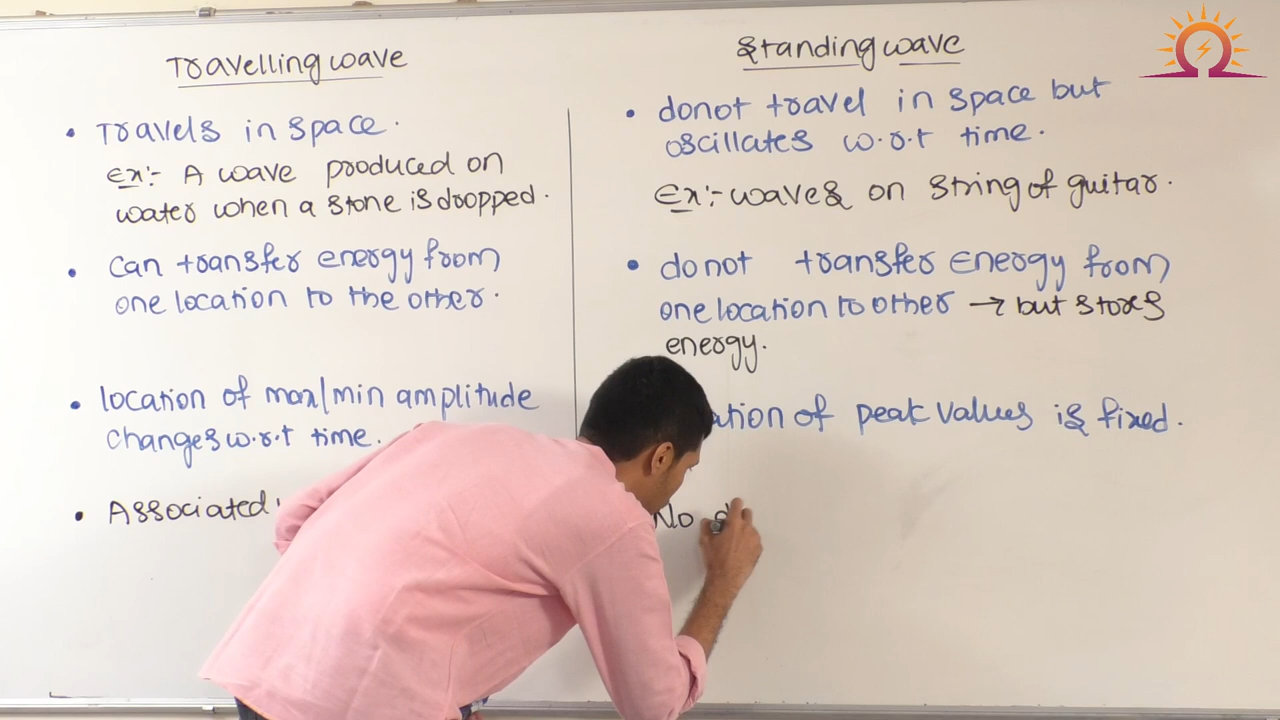 Travelling wave
• Travels in space.
Ex:- A wave produced on
water when a stone is dropped.
• Can transfer energy from
one location to the other.
• location of max/min amplitude
changes w.r.t time.
• Associated
Standing wave
• donot travel in space but
oscillates w.r.t time.
Ex:- waves on string of guitar.
• donot transfer energy from
one location to other → but stores
energy.
of peak values is fixed.
No